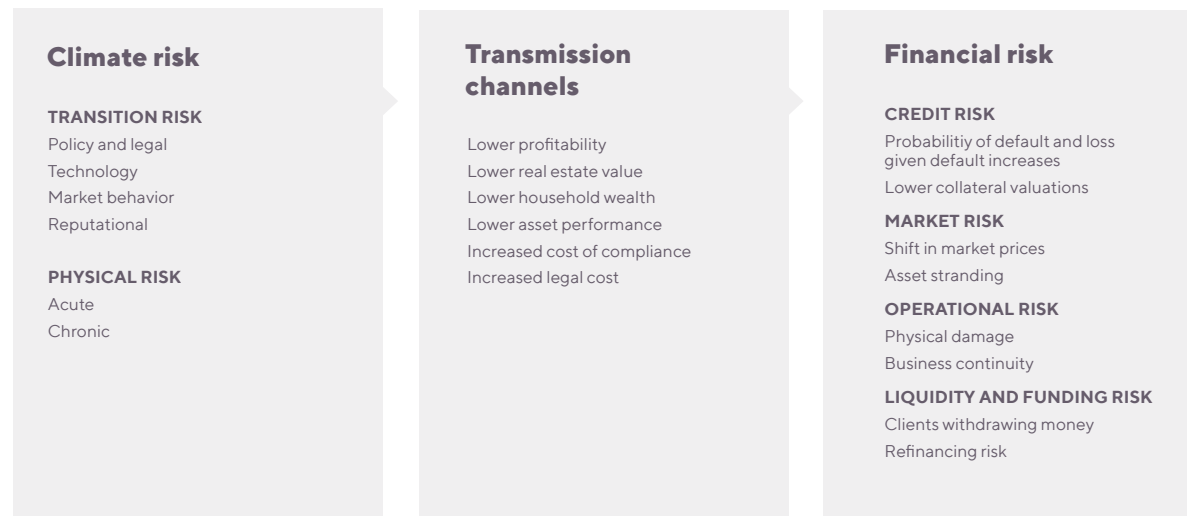 Climate risk
TRANSITION RISK
Policy and legal
Technology
Market behavior
Reputational
PHYSICAL RISK
Acute
Chronic
Transmission
channels
Lower profitability
Lower real estate value
Lower household wealth
Lower asset performance
Increased cost of compliance
Increased legal cost
Financial risk
CREDIT RISK
Probabilitiy of default and loss
given default increases
Lower collateral valuations
MARKET RISK
Shift in market prices
Asset stranding
OPERATIONAL RISK
Physical damage
Business continuity
LIQUIDITY AND FUNDING RISK
Clients withdrawing money
Refinancing risk